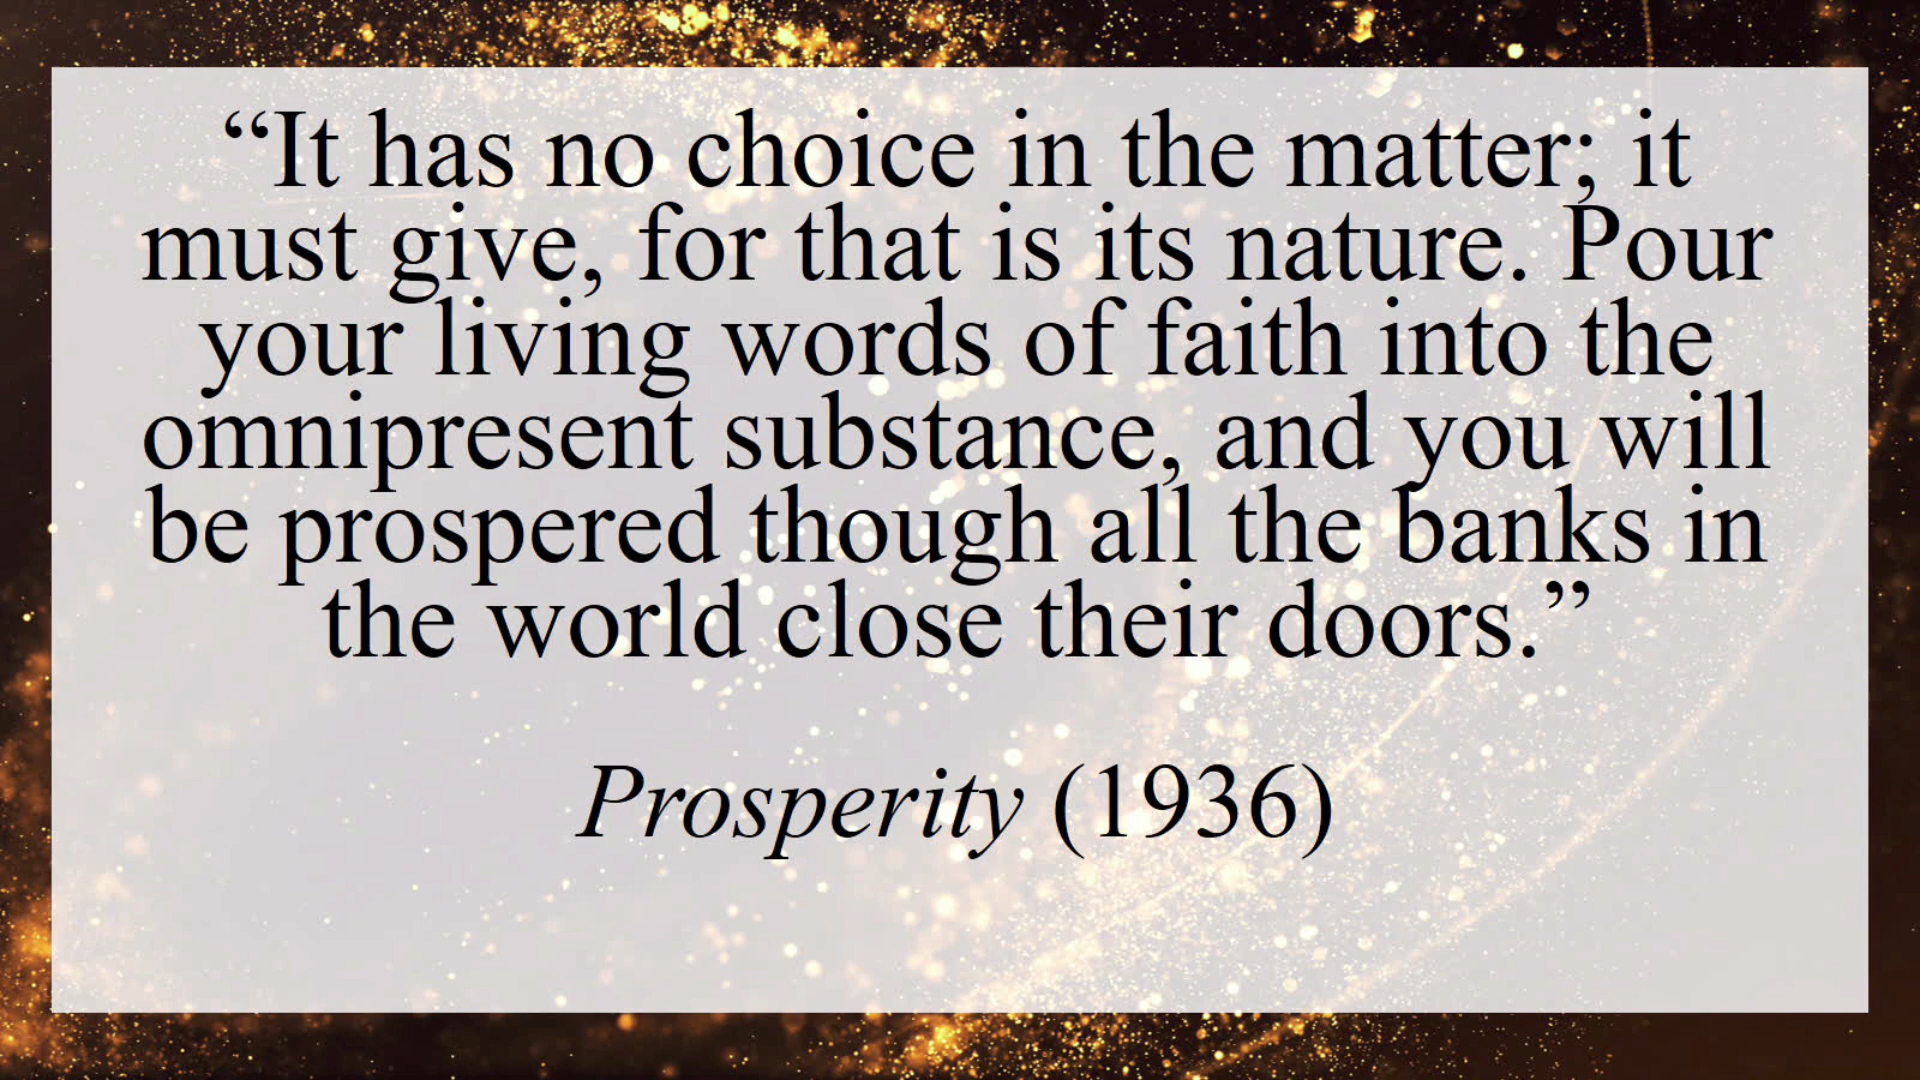 “It has no choice in the matter; it
must give, for that is its nature. Pour
your living words of faith into the
omnipresent substance, and you will
be prospered though all the banks in
the world close their doors.”
Prosperity (1936)